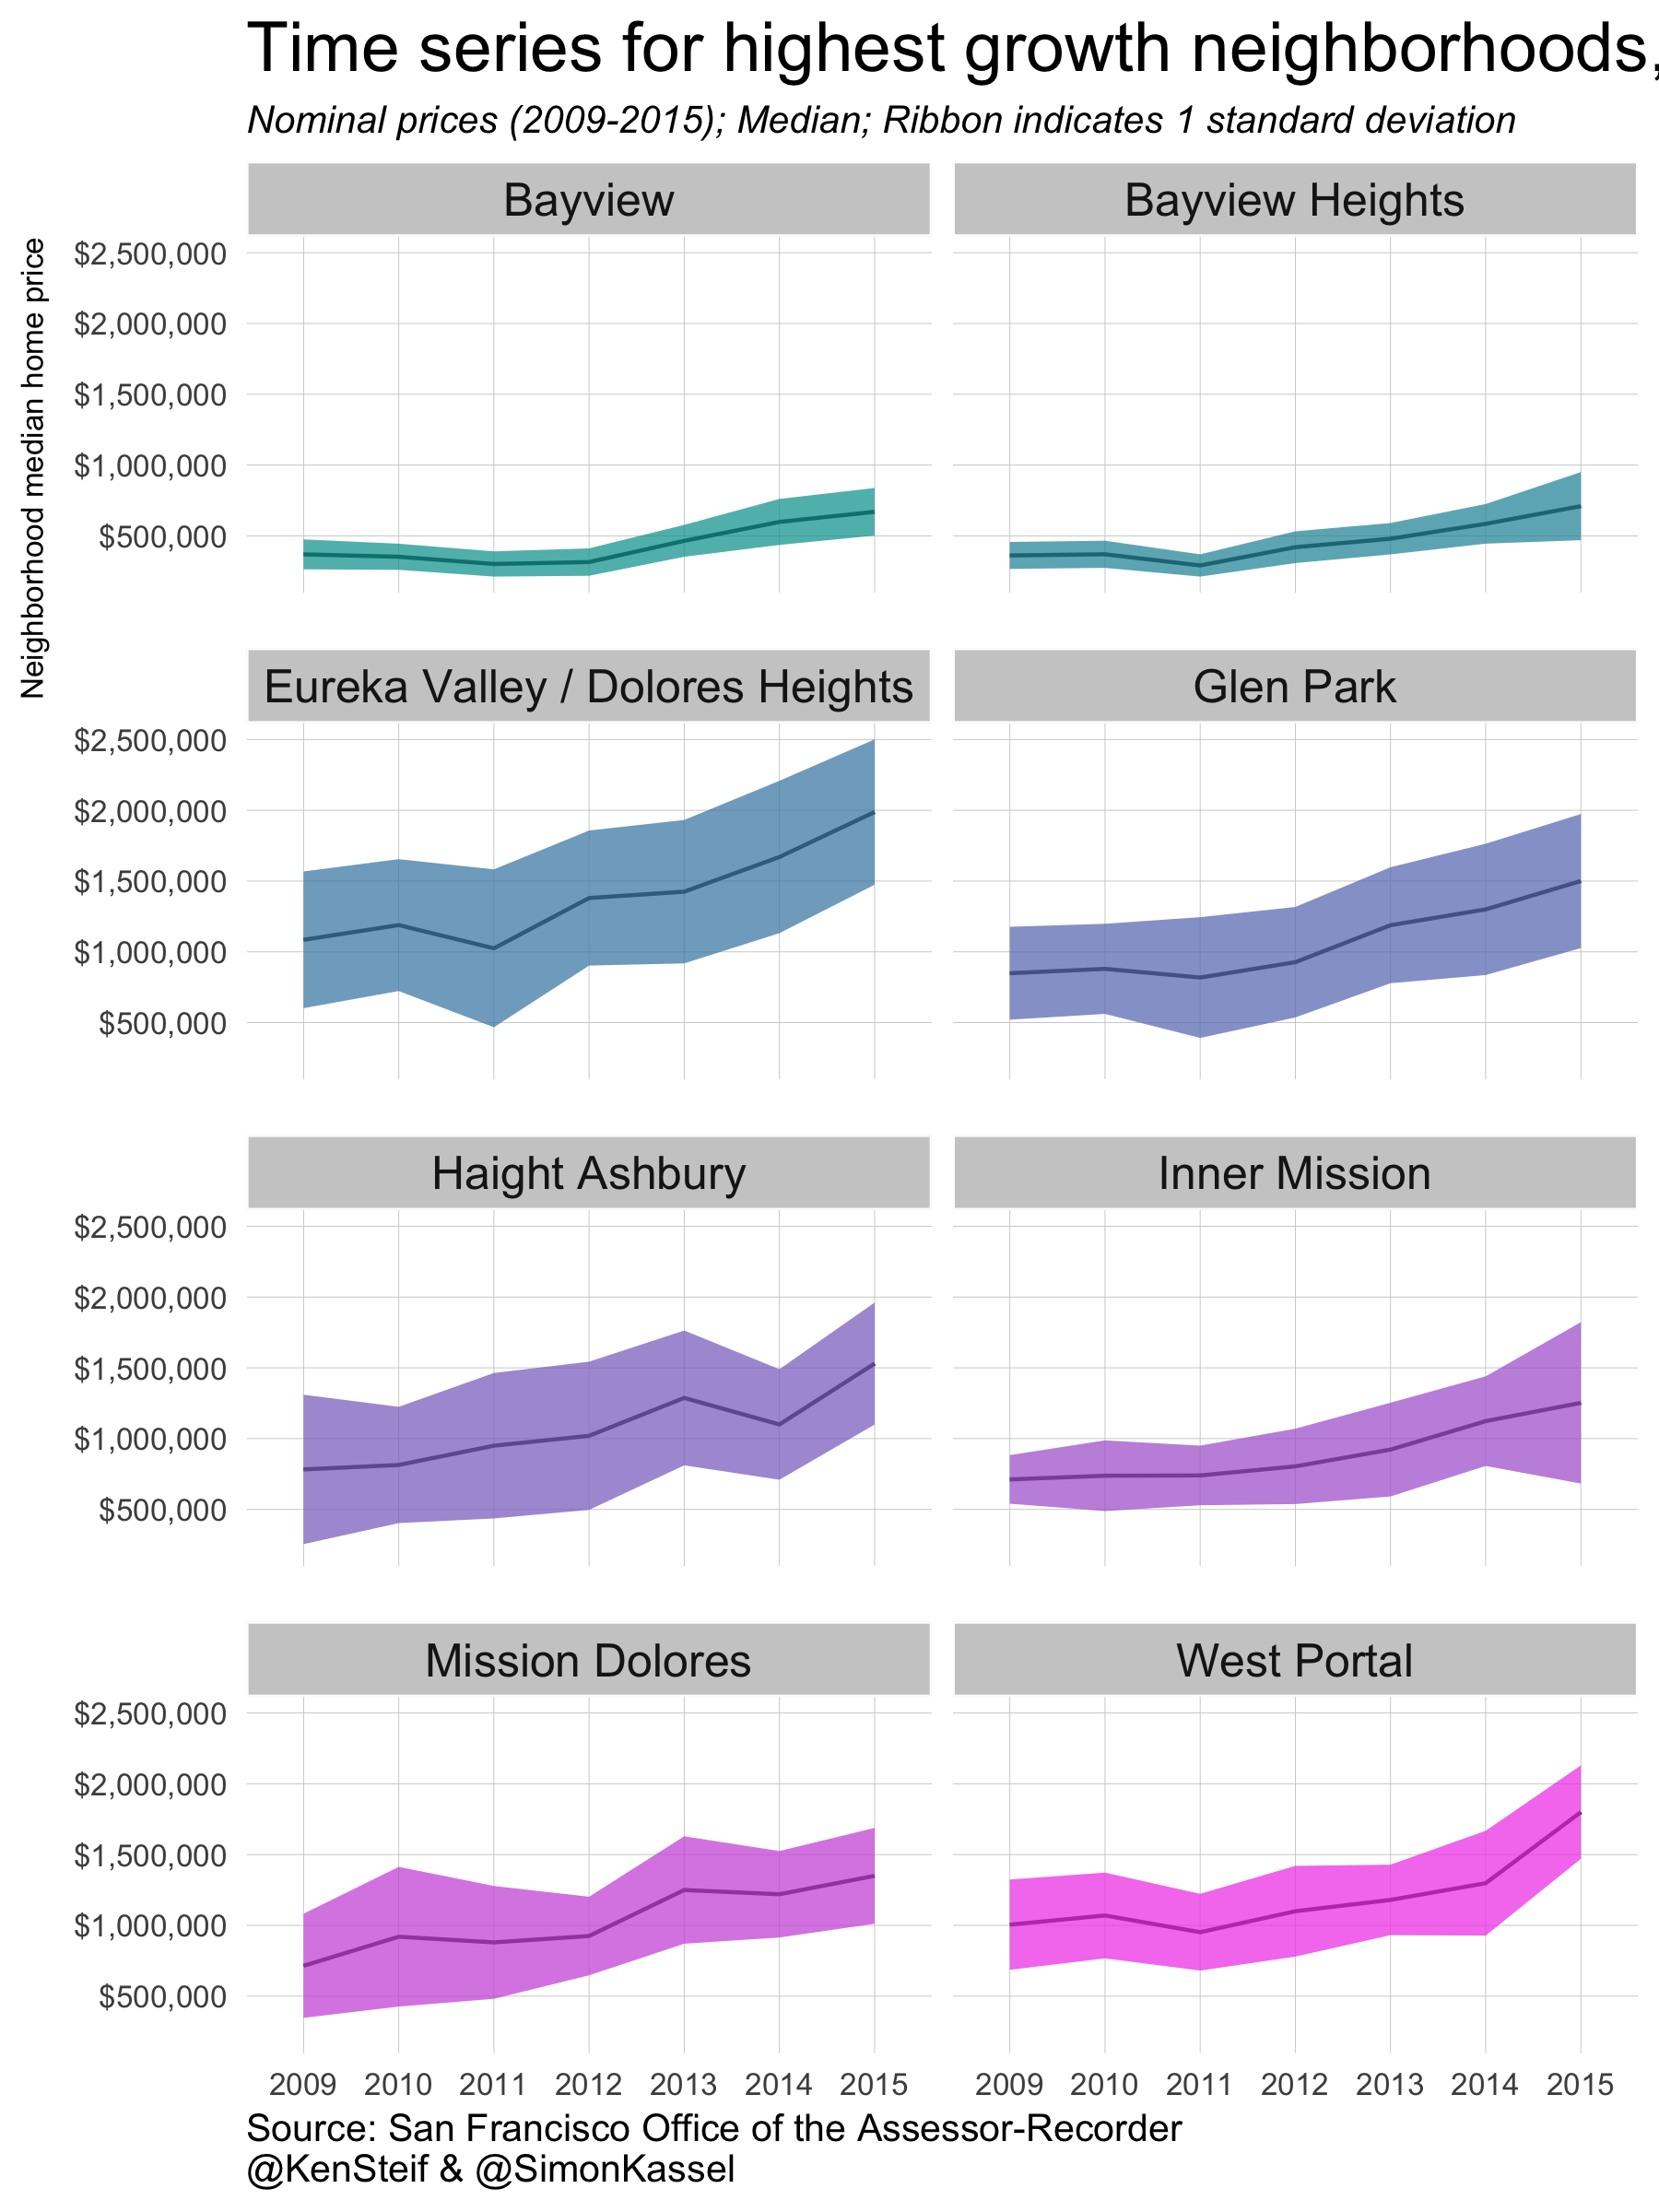 Time series for highest growth neighborhoods,
Nominal prices (2009-2015); Median; Ribbon indicates 1 standard deviation
Neighborhood median home price
Bayview
Bayview Heights
$2,500,000
$2,000,000
$1,500,000
$1,000,000
$500,000
Eureka Valley / Dolores Heights
Glen Park
$2,500,000
$2,000,000
$1,500,000
$1,000,000
$500,000
Haight Ashbury
Inner Mission
$2,500,000
$2,000,000
$1,500,000
$1,000,000
$500,000
Mission Dolores
West Portal
$2,500,000
$2,000,000
$1,500,000
$1,000,000
$500,000
2009 2010 2011 2012 2013 2014 2015
2009 2010 2011 2012 2013 2014 2015
Source: San Francisco Office of the Assessor-Recorder
@KenSteif & @SimonKassel